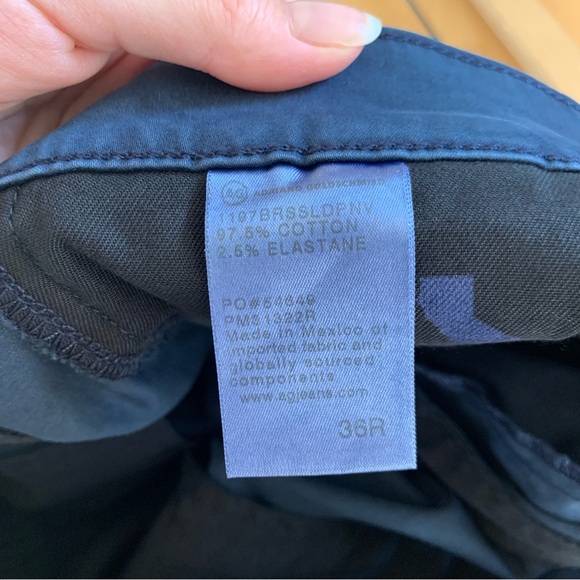 AG ADRIANO GOLDSCHMIED
1197BRSSLDPNV
97.5% COTTON
2.5% ELASTANE
PO#54649
PMS1322R
Made in Mexico of
imported fabric and
globally sourced
components
www.agjeans.com
36R